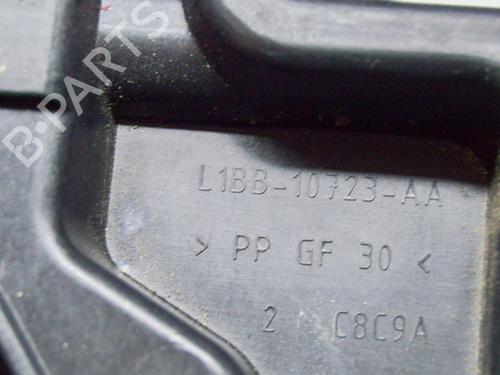 B-PARTS
L1BB-10723-AA
> PP GF 30 <
2 C8C9A